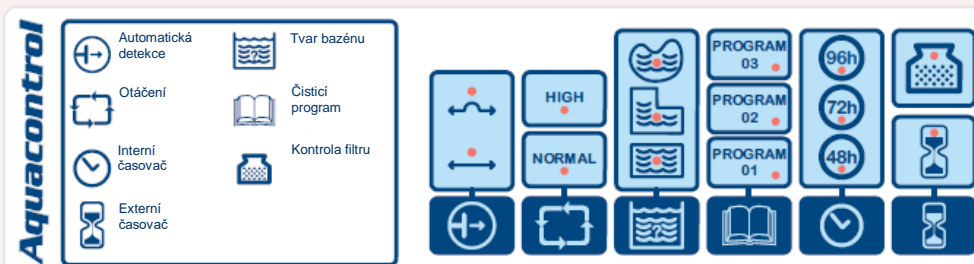 Aquacontrol
Automatická
detekce
Otáčení
Interní
časovač
Externí
časovač
Tvar bazénu
Čisticí
program
Kontrola filtru
HIGH
NORMAL
PROGRAM
03
PROGRAM
02
PROGRAM
01
96h
72h
48h